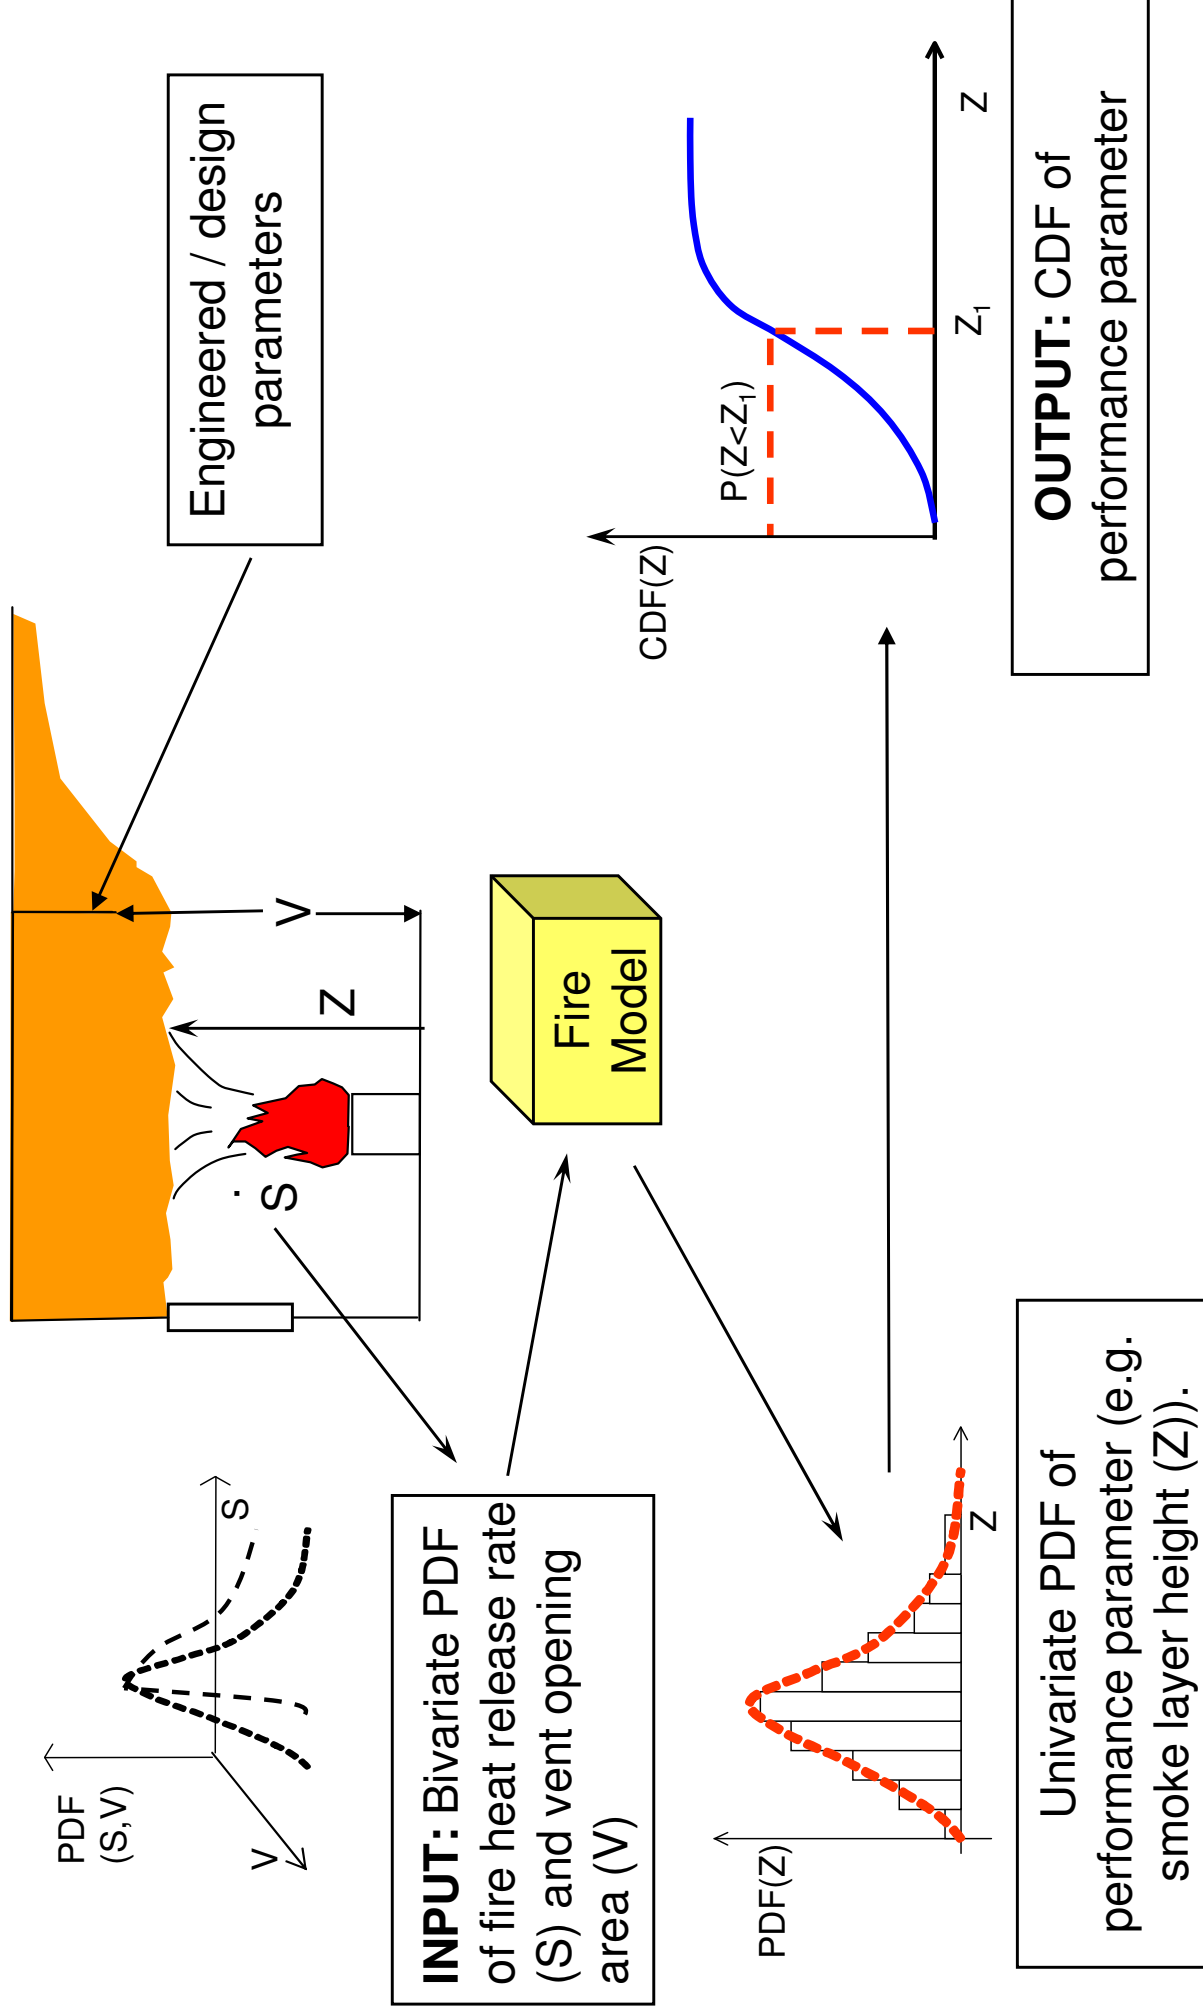 PDF
(S,V)
S
V
INPUT: Bivariate PDF
of fire heat release rate
(S) and vent opening
area (V)
Ṡ
Z
V
Engineered / design
parameters
Fire
Model
PDF(Z)
Z
Univariate PDF of
performance parameter (e.g.
smoke layer height (Z)).
CDF(Z)
P(Z<Z₁)
Z₁
Z
OUTPUT: CDF of
performance parameter